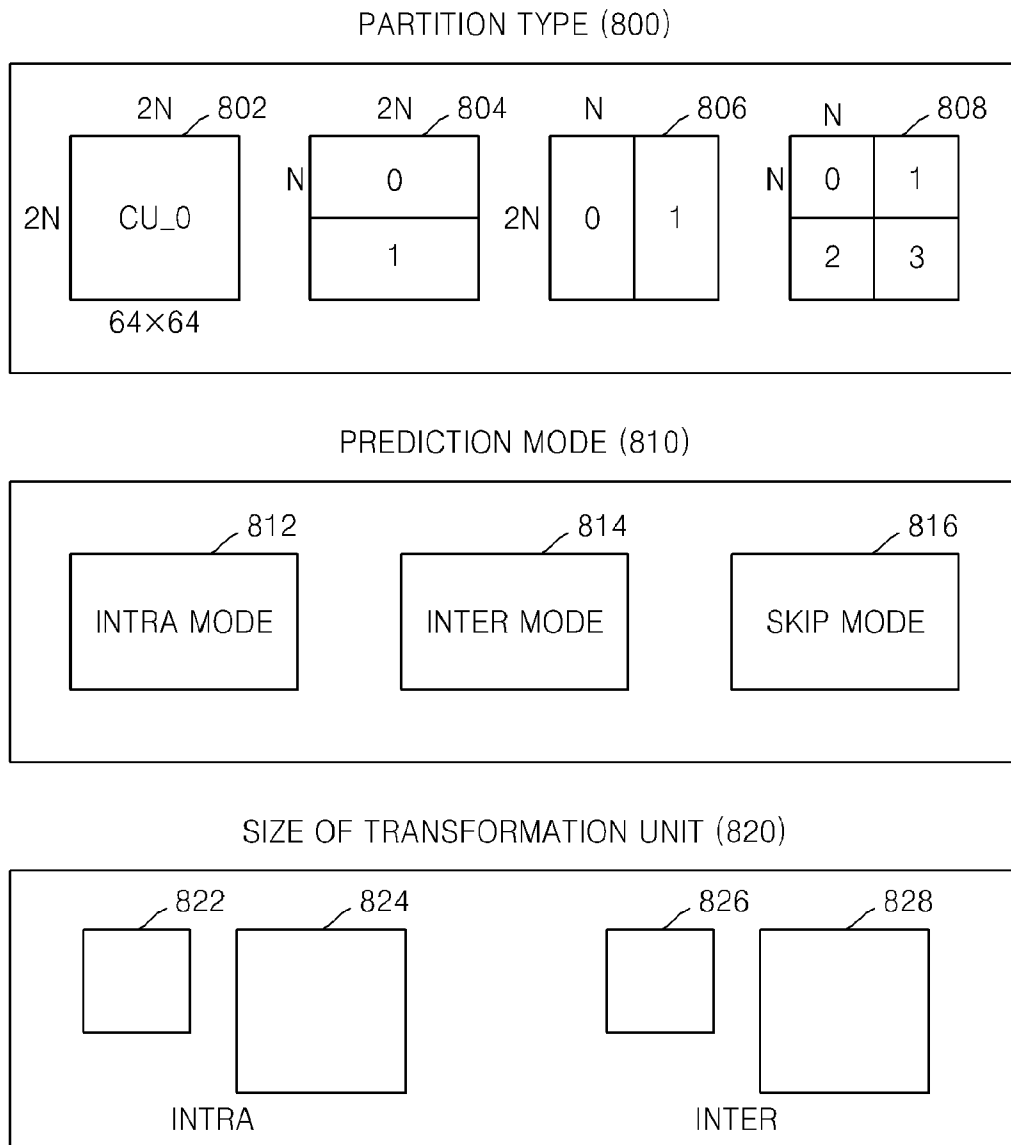 PARTITION TYPE (800)
2N 802 2N 804 N 806 N 808
2N CU_0 N 0 2N 0 1 N 0 1
1 2 3
64×64
PREDICTION MODE (810)
812 814 816
INTRA MODE INTER MODE SKIP MODE
SIZE OF TRANSFORMATION UNIT (820)
822 824 826 828
INTRA INTER